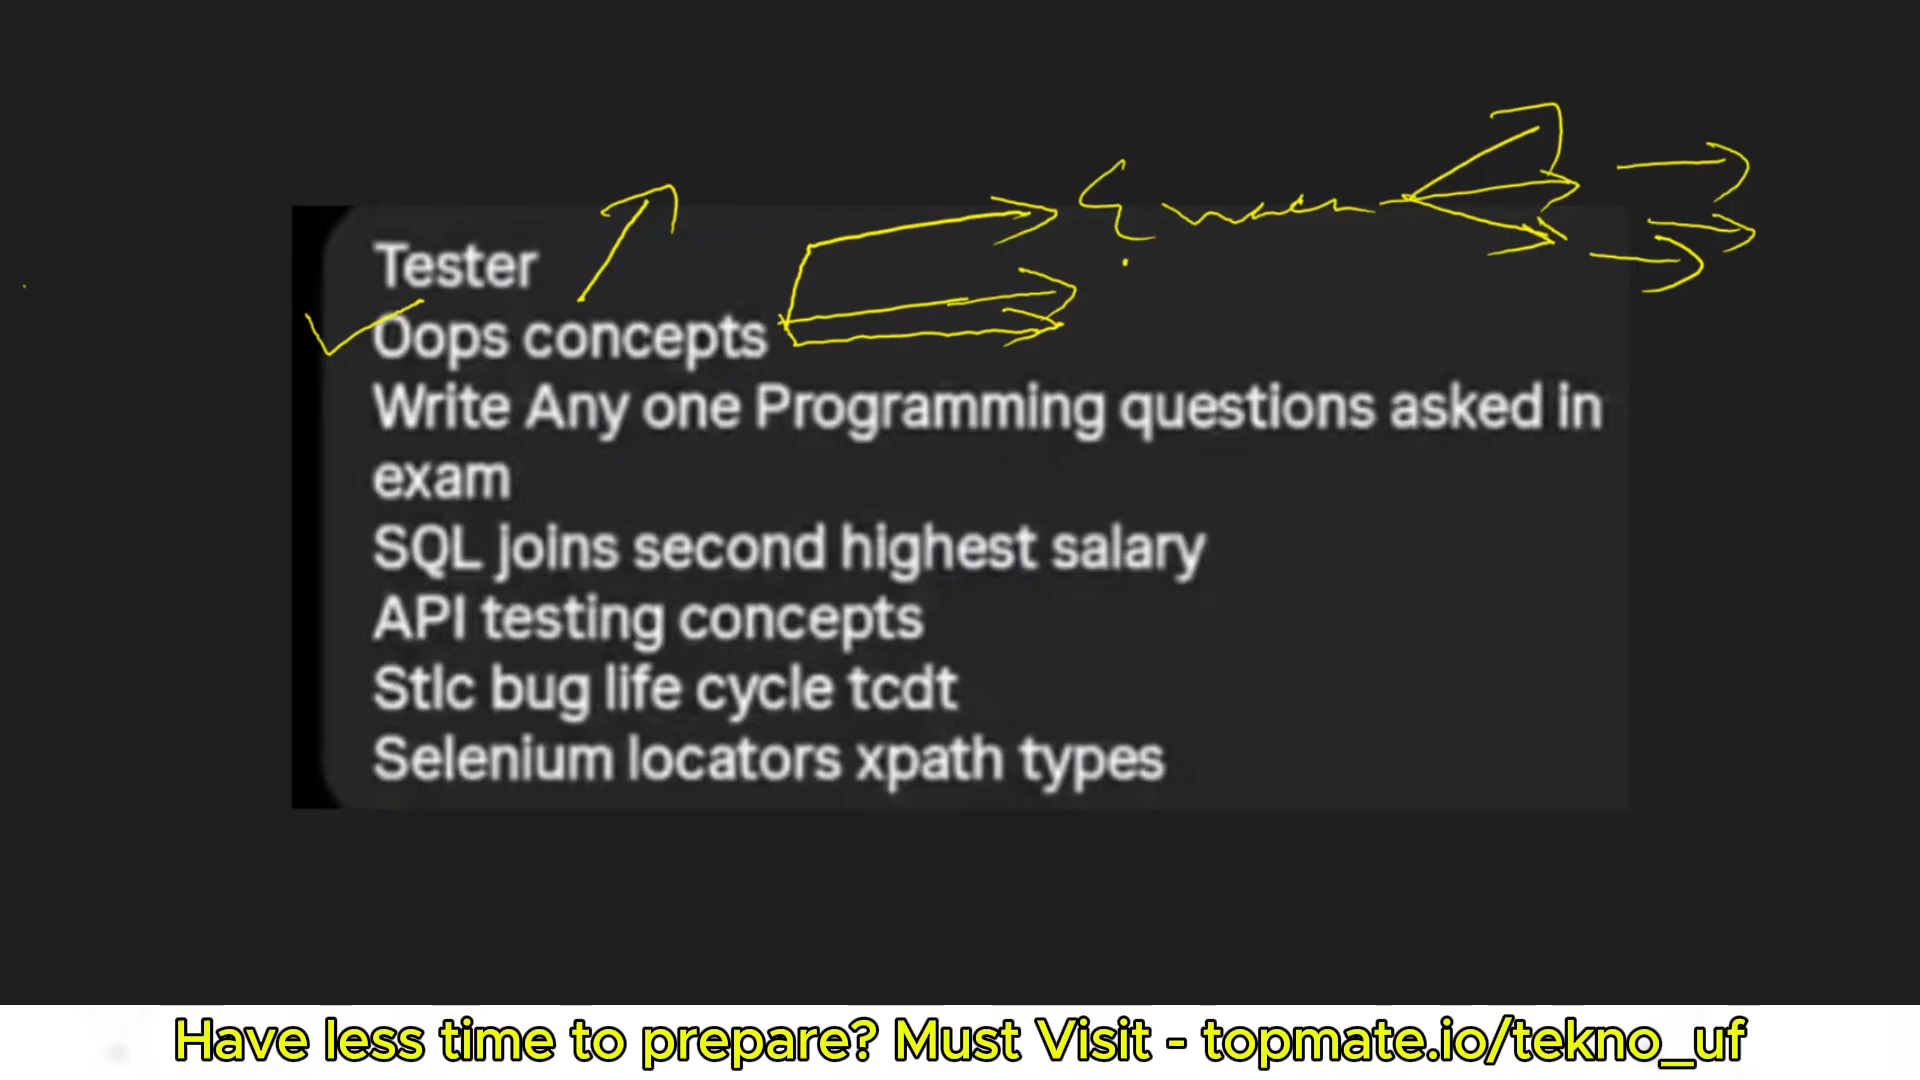 Tester
Oops concepts
Write Any one Programming questions asked in
exam
SQL joins second highest salary
API testing concepts
Stlc bug life cycle tcdt
Selenium locators xpath types
Have less time to prepare? Must Visit - topmate.io/tekno_uf